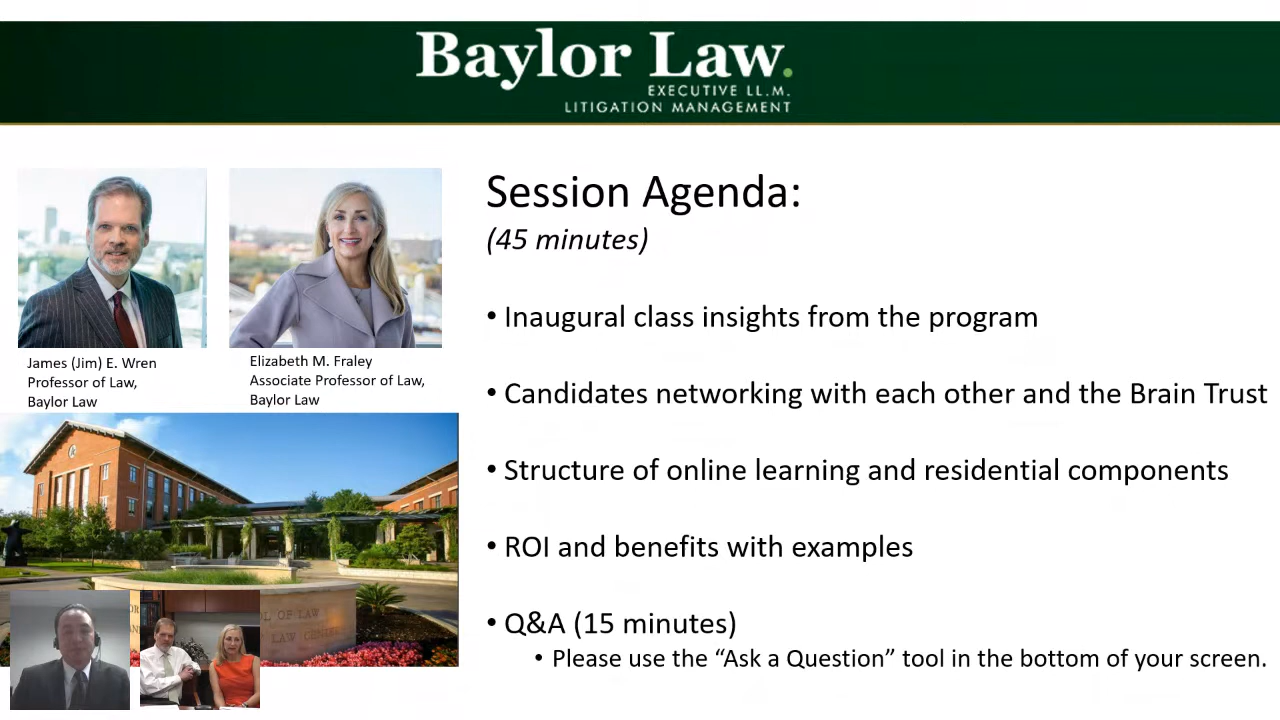 Baylor Law.
EXECUTIVE LL.M.
LITIGATION MANAGEMENT
James (Jim) E. Wren
Professor of Law,
Baylor Law
Elizabeth M. Fraley
Associate Professor of Law,
Baylor Law
Session Agenda:
(45 minutes)
• Inaugural class insights from the program
• Candidates networking with each other and the Brain Trust
• Structure of online learning and residential components
• ROI and benefits with examples
• Q&A (15 minutes)
• Please use the “Ask a Question” tool in the bottom of your screen.
OF LAW
LAW